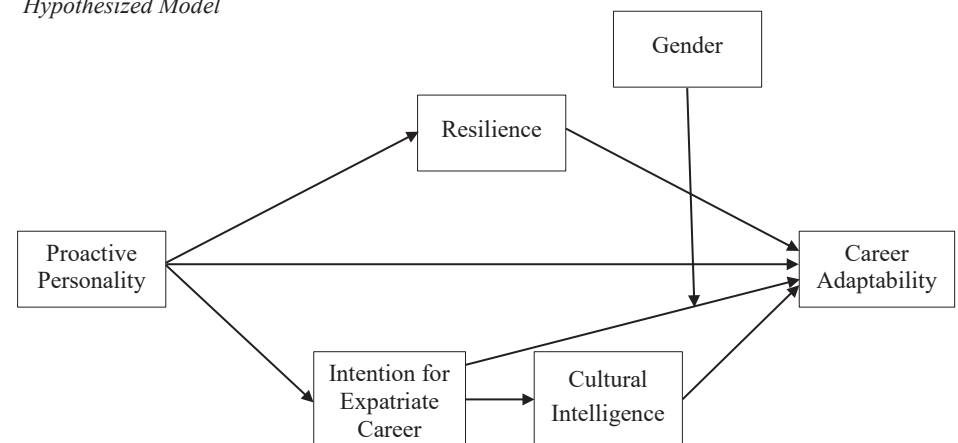 Hypothesized Model
Gender
Resilience
Proactive
Personality
Career
Adaptability
Intention for
Expatriate
Career
Cultural
Intelligence